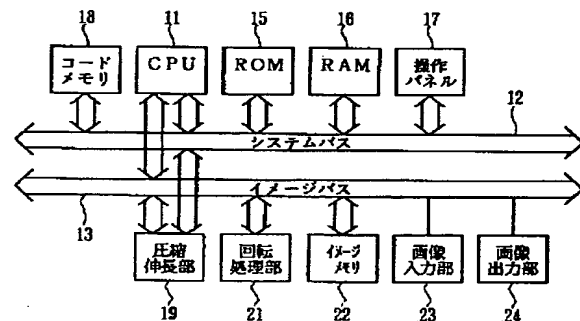 18
11
15
16
17
コード
メモリ
CPU
ROM
RAM
操作
パネル
12
システムバス
イメージバス
13
圧縮
伸長部
回転
処理部
イメージ
メモリ
画像
入力部
画像
出力部
19
21
22
23
24